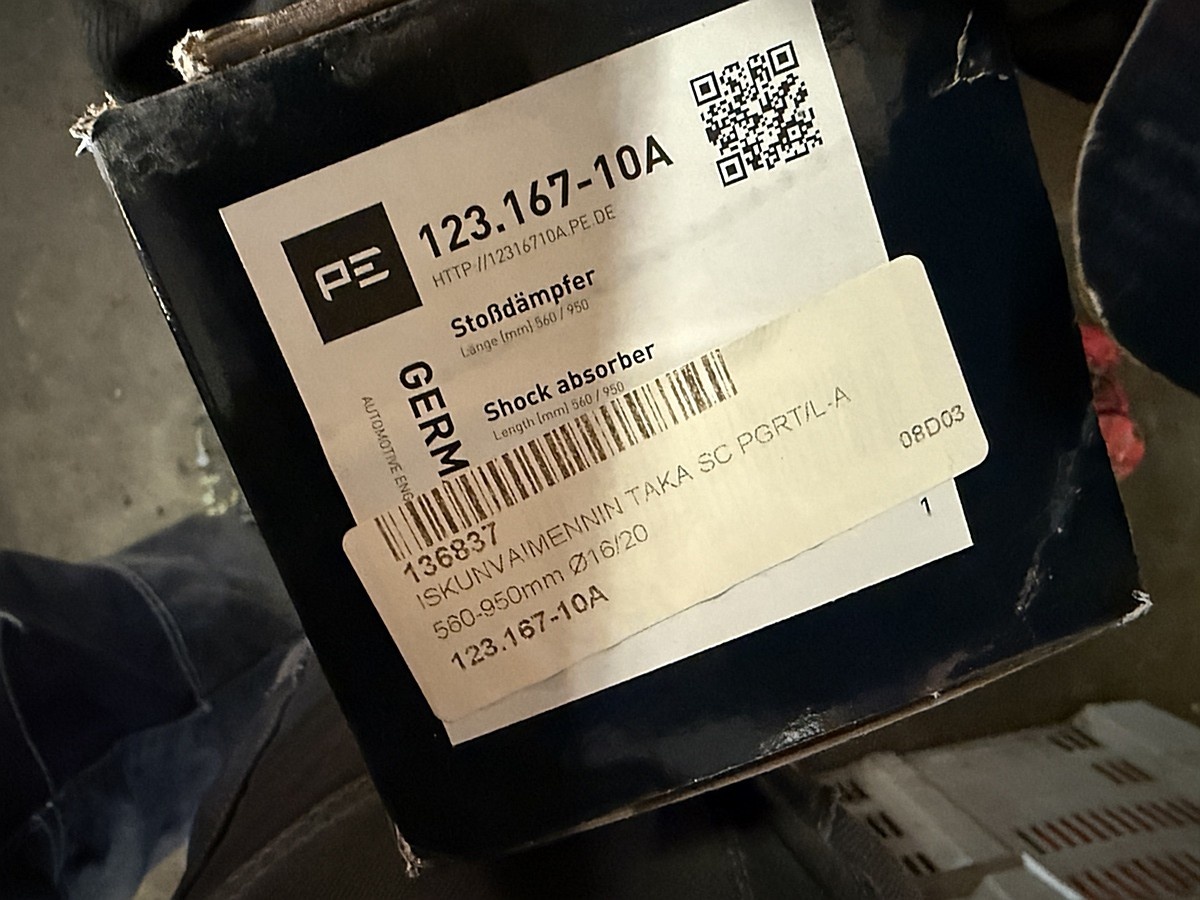 PE
123.167-10A
HTTP://12316710A.PE.DE
Stoßdämpfer
Länge [mm] 560 / 950
Shock absorber
Length [mm] 560 / 950
GERM
AUTOMOTIVE ENG
136837
ISKUNVAIMENNIN TAKA SC PGRT/L-A
560-950mm Ø16/20
123.167-10A
08D03
1